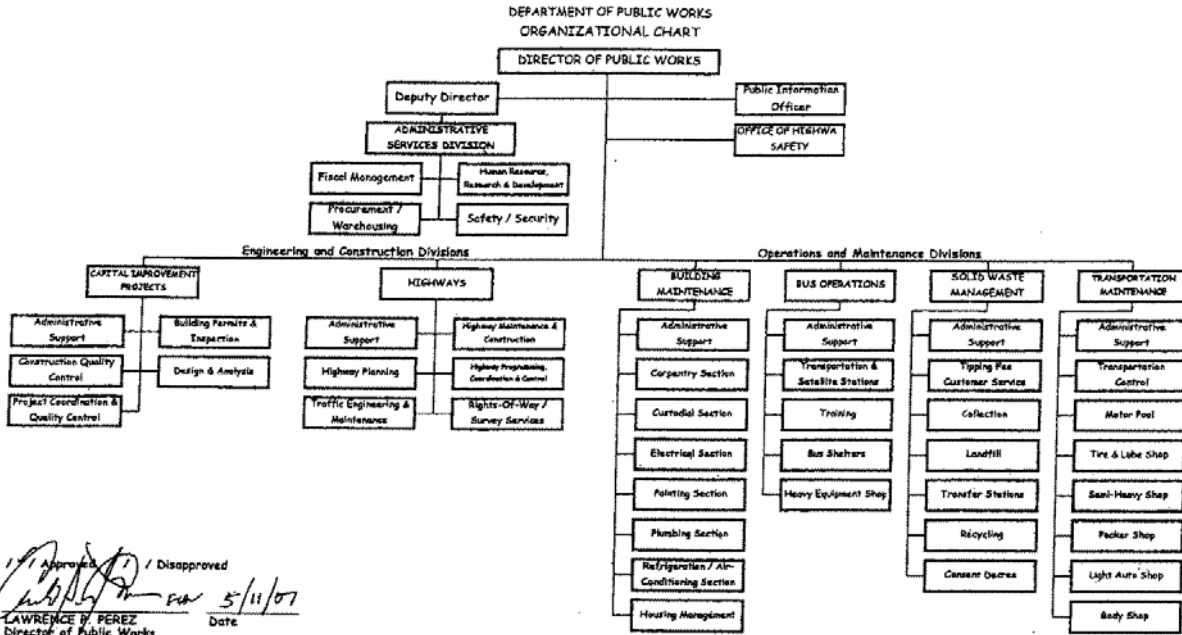 DEPARTMENT OF PUBLIC WORKS
ORGANIZATIONAL CHART
DIRECTOR OF PUBLIC WORKS
Deputy Director
Public Information
Officer
ADMINISTRATIVE
SERVICES DIVISION
OFFICE OF HIGHWA
SAFETY
Fiscal Management
Human Resource,
Research & Development
Procurement /
Warehousing
Safety / Security
Engineering and Construction Divisions
Operations and Maintenance Divisions
CAPITAL IMPROVEMENT
PROJECTS
Administrative
Support
Building Permits &
Inspection
Construction Quality
Control
Design & Analysis
Project Coordination &
Quality Control
HIGHWAYS
Administrative
Support
Highway Maintenance &
Construction
Highway Planning
Highway Programming,
Coordination & Control
Traffic Engineering &
Maintenance
Rights-Of-Way /
Survey Services
BUILDING
MAINTENANCE
Administrative
Support
Carpentry Section
Custodial Section
Electrical Section
Painting Section
Plumbing Section
Refrigeration / Air-
Conditioning Section
Housing Management
BUS OPERATIONS
Administrative
Support
Transportation &
Satellite Stations
Training
Bus Shelters
Heavy Equipment Shop
SOLID WASTE
MANAGEMENT
Administrative
Support
Tipping Fee
Customer Service
Collection
Landfill
Transfer Stations
Recycling
Consent Decree
TRANSPORTATION
MAINTENANCE
Administrative
Support
Transportation
Control
Motor Pool
Tire & Lube Shop
Semi-Heavy Shop
Packer Shop
Light Auto Shop
Body Shop
/ / Approved / / Disapproved
5/11/07
LAWRENCE P. PEREZ Date
Director of Public Works